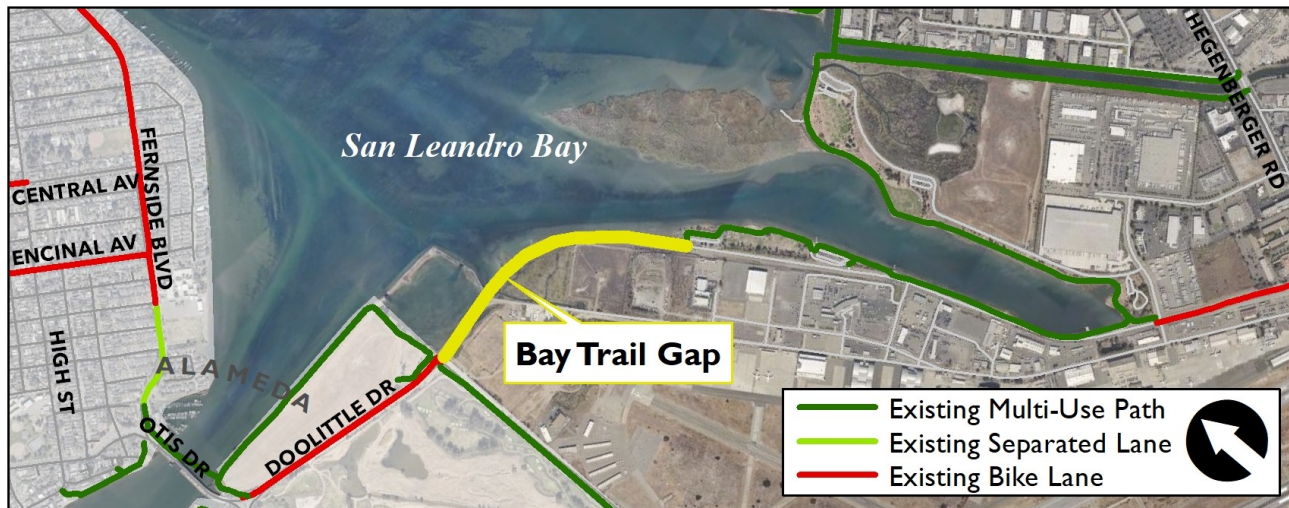 HEGENBERGER RD
San Leandro Bay
FERNSIDE BLVD
CENTRAL AV
ENCINAL AV
HIGH ST
ALAMEDA
OTIS DR
DOOLITTLE DR
Bay Trail Gap
Existing Multi-Use Path
Existing Separated Lane
Existing Bike Lane